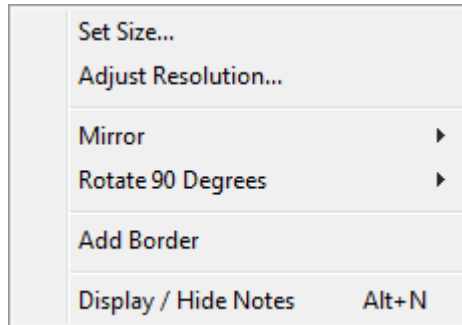 Set Size...
Adjust Resolution...
Mirror
Rotate 90 Degrees
Add Border
Display / Hide Notes Alt+N